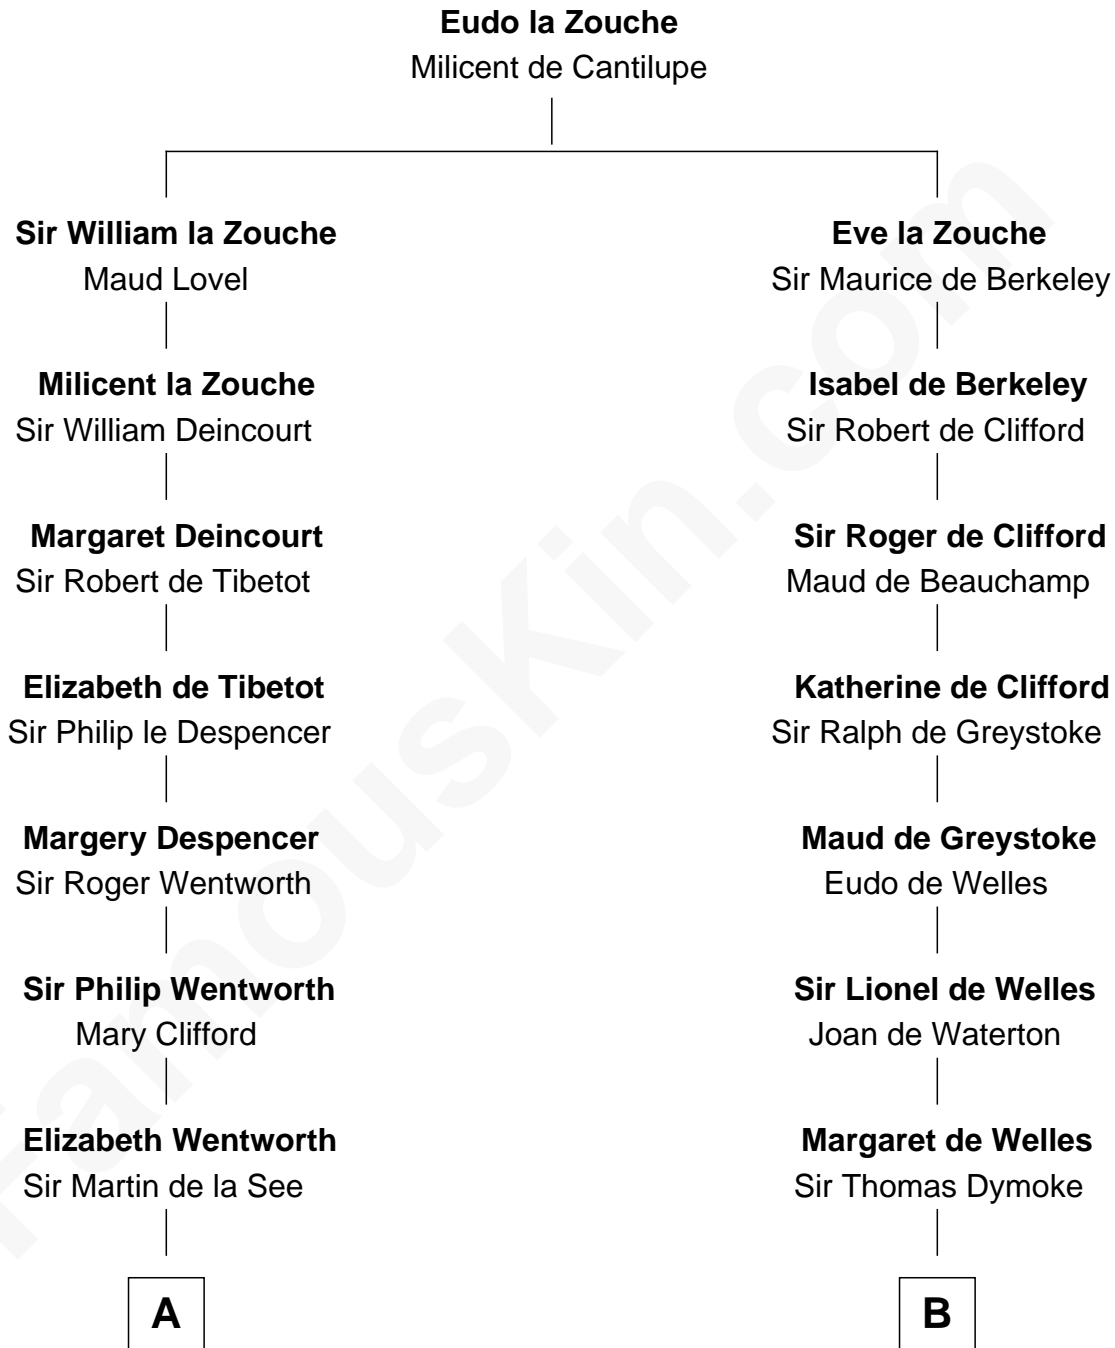 Eudo la Zouche
Milicent de Cantilupe
Sir William la Zouche
Maud Lovel
Milicent la Zouche
Sir William Deincourt
Margaret Deincourt
Sir Robert de Tibetot
Elizabeth de Tibetot
Sir Philip le Despencer
Margery Despencer
Sir Roger Wentworth
Sir Philip Wentworth
Mary Clifford
Elizabeth Wentworth
Sir Martin de la See
A
Eve la Zouche
Sir Maurice de Berkeley
Isabel de Berkeley
Sir Robert de Clifford
Sir Roger de Clifford
Maud de Beauchamp
Katherine de Clifford
Sir Ralph de Greystoke
Maud de Greystoke
Eudo de Welles
Sir Lionel de Welles
Joan de Waterton
Margaret de Welles
Sir Thomas Dymoke
B
FamousKin.com